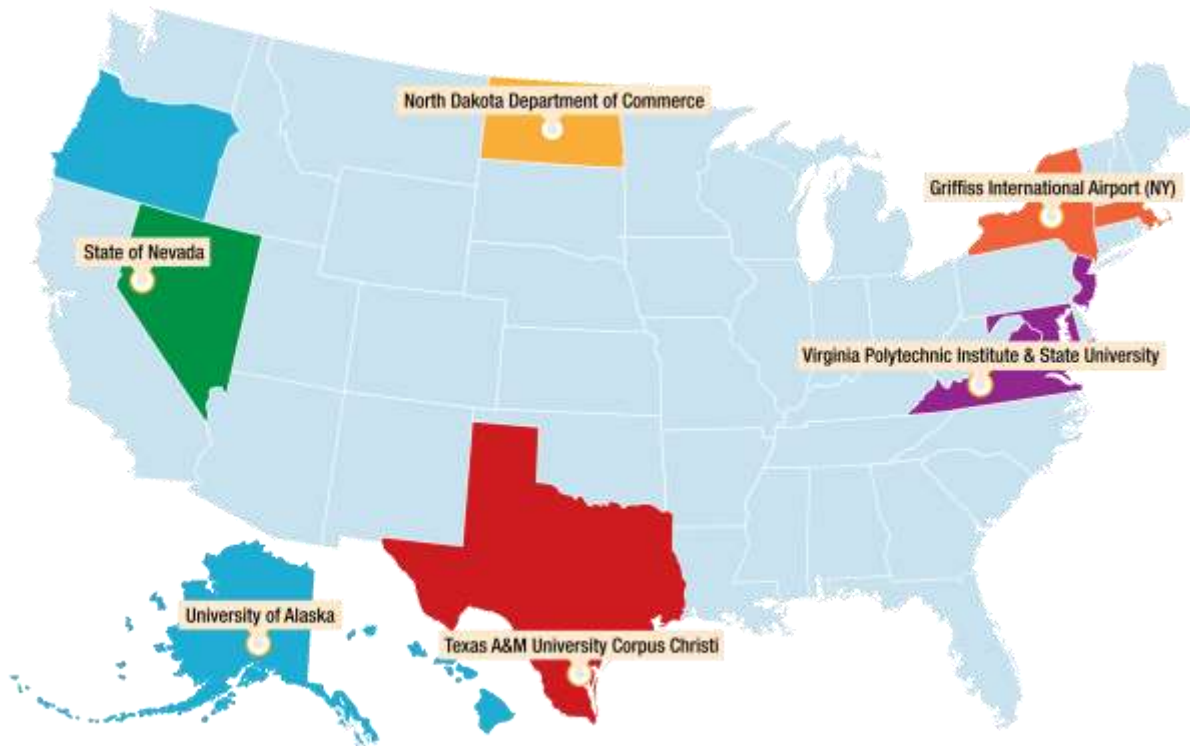 North Dakota Department of Commerce
Griffiss International Airport (NY)
State of Nevada
Virginia Polytechnic Institute & State University
University of Alaska
Texas A&M University Corpus Christi